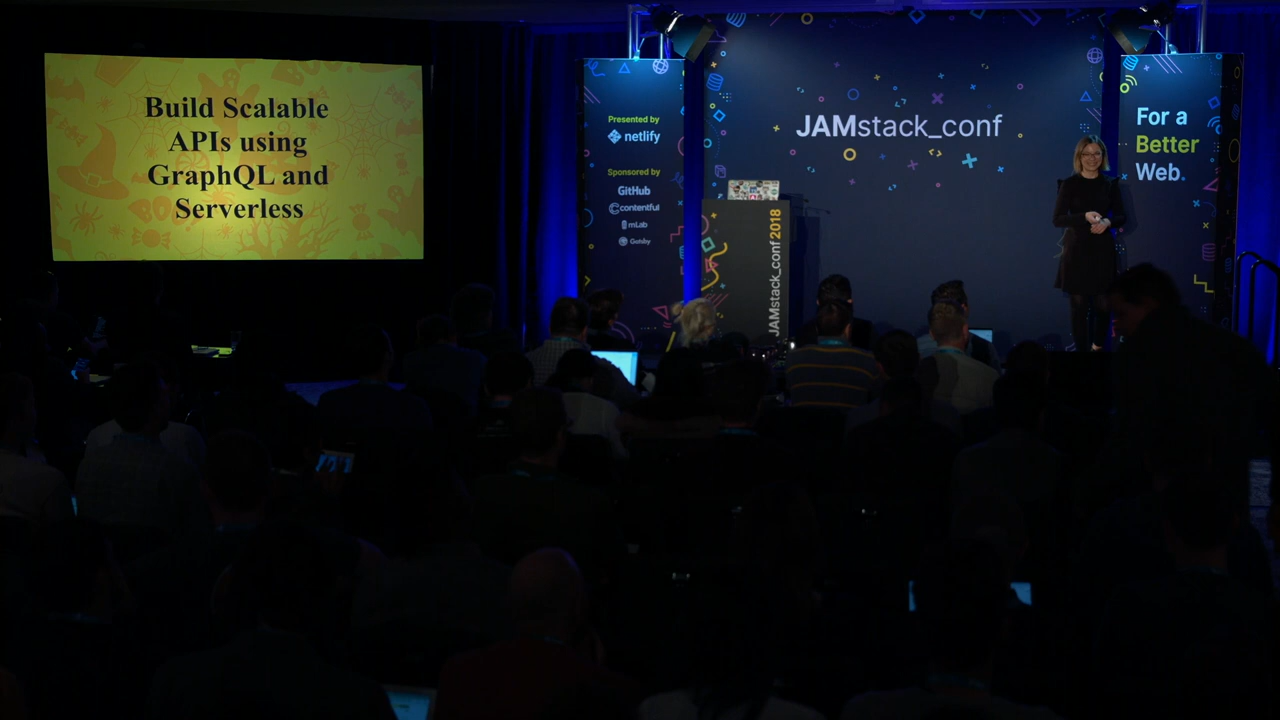 Build Scalable
APIs using
GraphQL and
Serverless
Presented by
netlify
Sponsored by
GitHub
contentful
mLab
Gatsby
JAMstack_conf 2018
JAMstack_conf
For a
Better
Web.